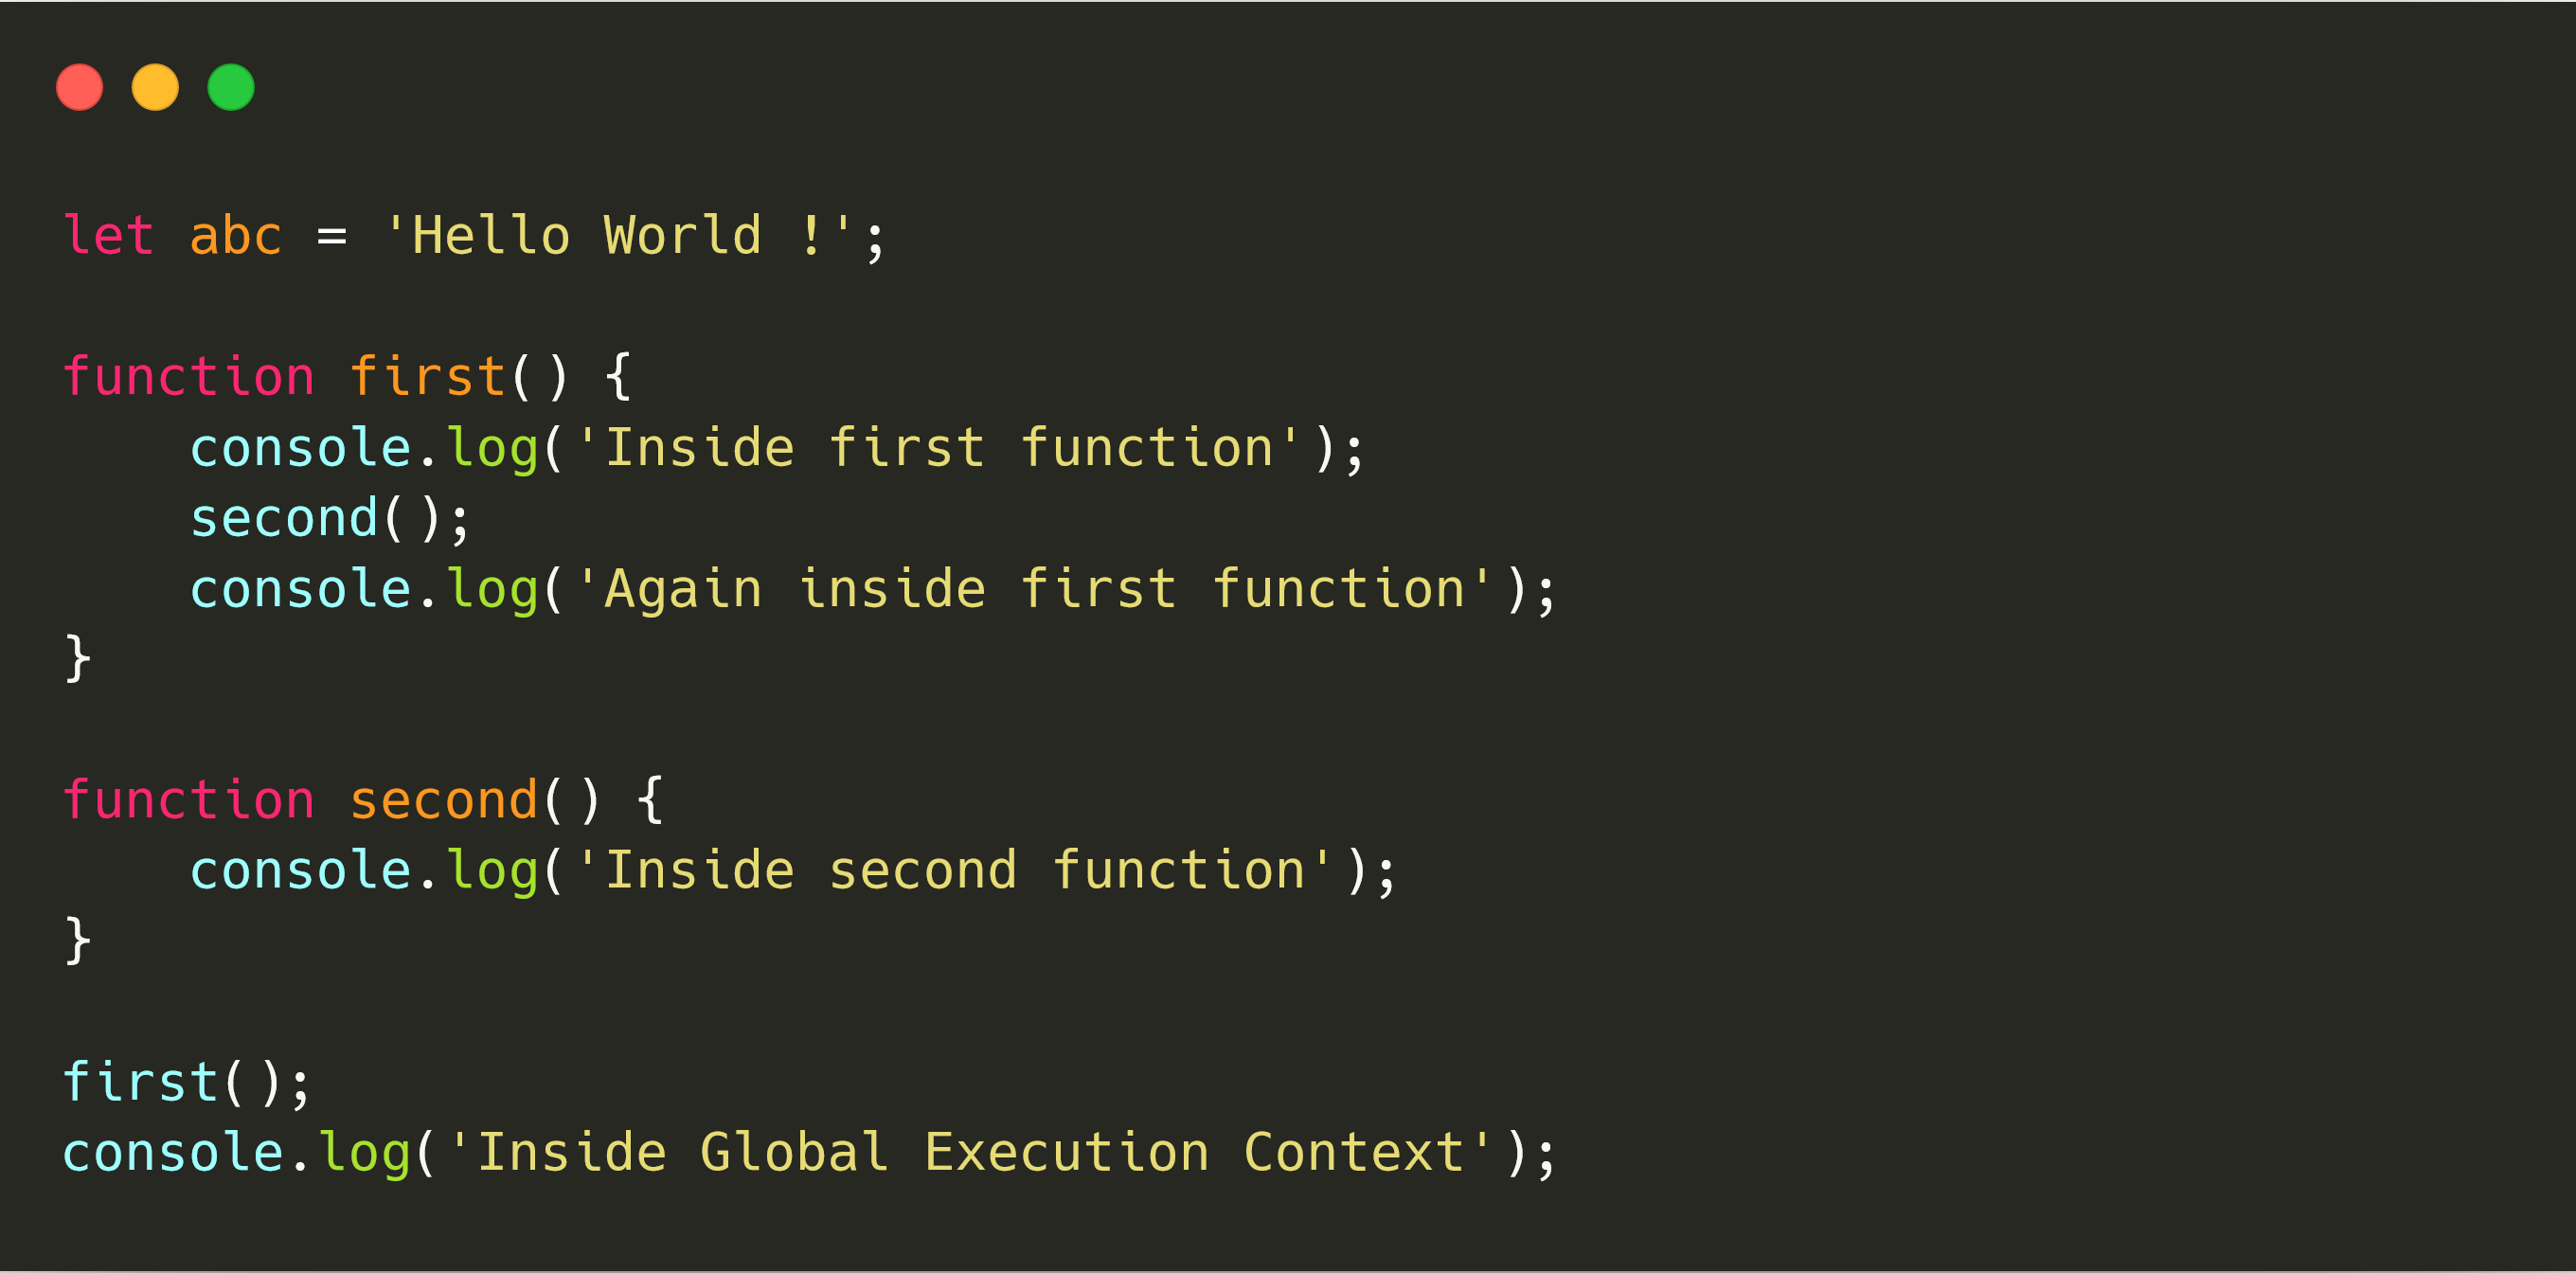 let abc = 'Hello World !';
function first() {
    console.log('Inside first function');
    second();
    console.log('Again inside first function');
}
function second() {
    console.log('Inside second function');
}
first();
console.log('Inside Global Execution Context');